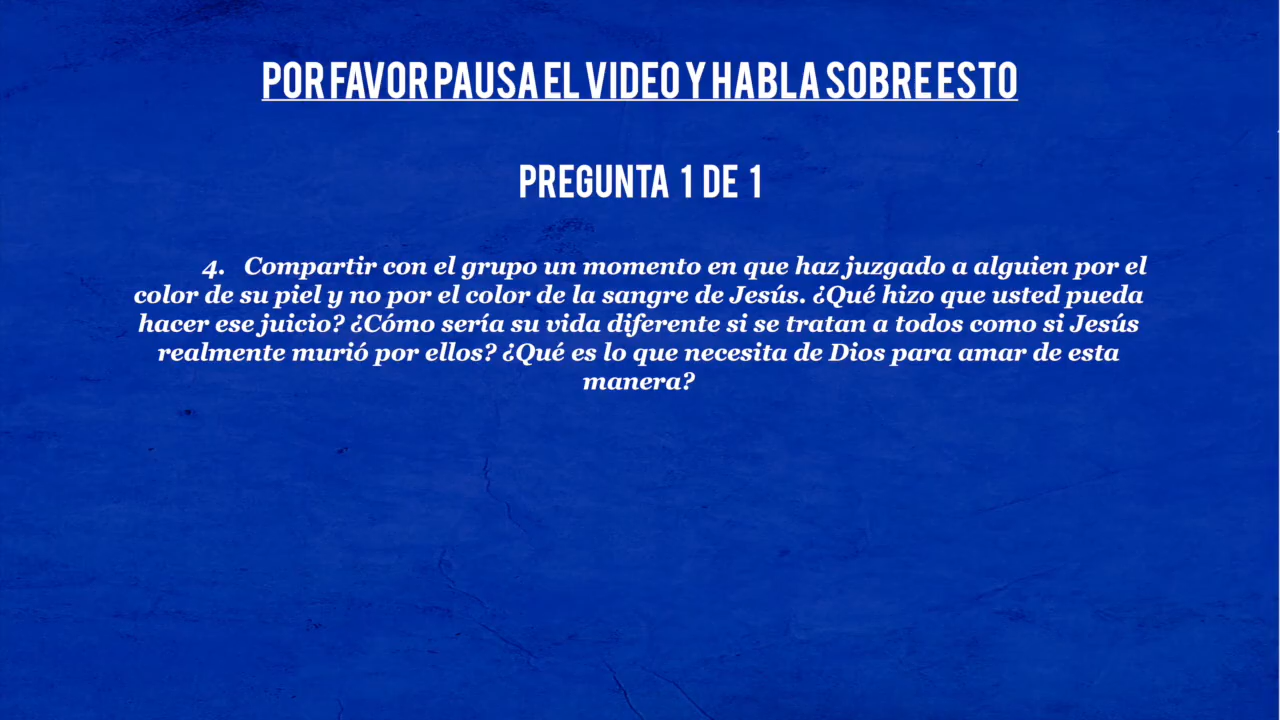 POR FAVOR PAUSA EL VIDEO Y HABLA SOBRE ESTO
PREGUNTA 1 DE 1
4. Compartir con el grupo un momento en que haz juzgado a alguien por el
color de su piel y no por el color de la sangre de Jesús. ¿Qué hizo que usted pueda
hacer ese juicio? ¿Cómo sería su vida diferente si se tratan a todos como si Jesús
realmente murió por ellos? ¿Qué es lo que necesita de Dios para amar de esta
manera?